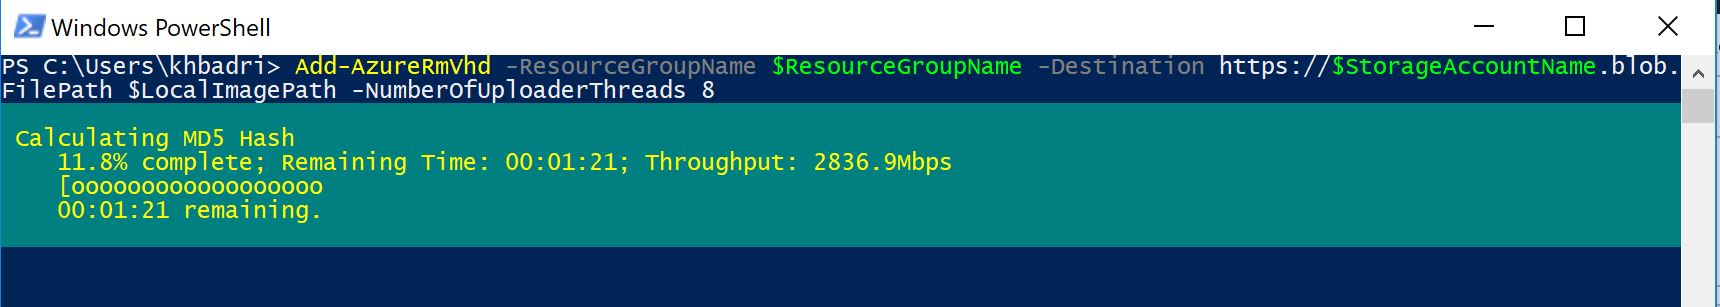 Windows PowerShell
PS C:\Users\khbadri> Add-AzureRmVhd -ResourceGroupName $ResourceGroupName -Destination https://$StorageAccountName.blob.
FilePath $LocalImagePath -NumberOfUploaderThreads 8
Calculating MD5 Hash
11.8% complete; Remaining Time: 00:01:21; Throughput: 2836.9Mbps
[oooooooooooooooooo
00:01:21 remaining.